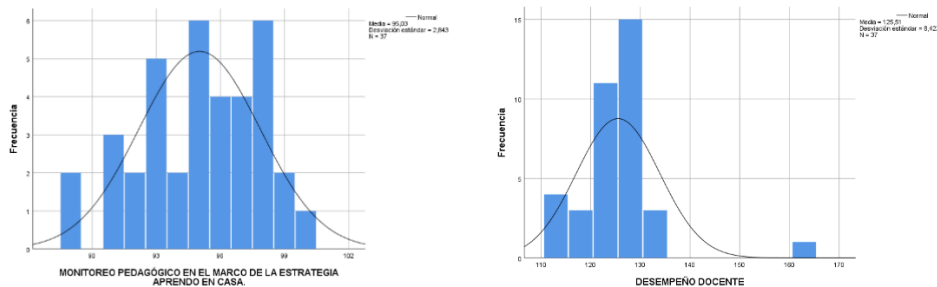 Normal
Media = 95,03
Desviación estándar = 2,843
N = 37
Frecuencia
6
5
4
3
2
1
0
90
93
96
99
102
MONITOREO PEDAGÓGICO EN EL MARCO DE LA ESTRATEGIA
APRENDO EN CASA.
Normal
Media = 125,51
Desviación estándar = 8,42
N = 37
Frecuencia
15
10
5
0
110
120
130
140
150
160
170
DESEMPEÑO DOCENTE